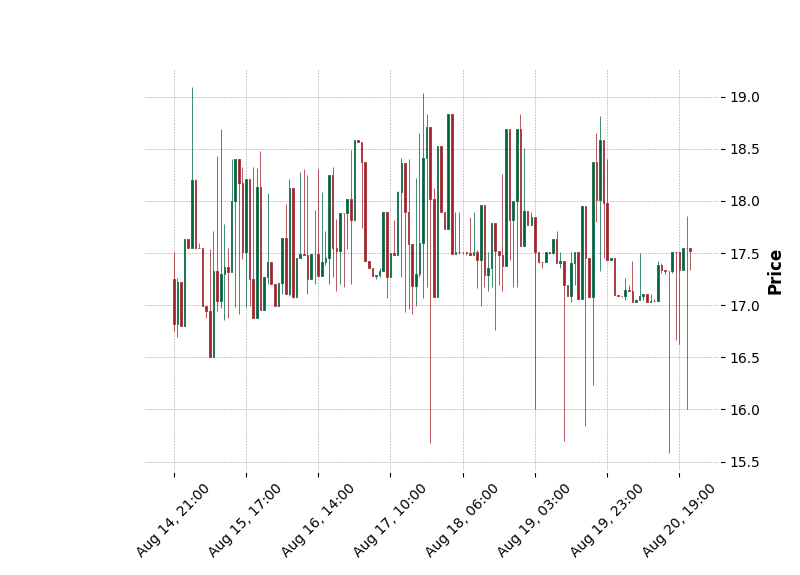 19.0
18.5
18.0
17.5
17.0
16.5
16.0
15.5
Price
Aug 14, 21:00
Aug 15, 17:00
Aug 16, 14:00
Aug 17, 10:00
Aug 18, 06:00
Aug 19, 03:00
Aug 19, 23:00
Aug 20, 19:00